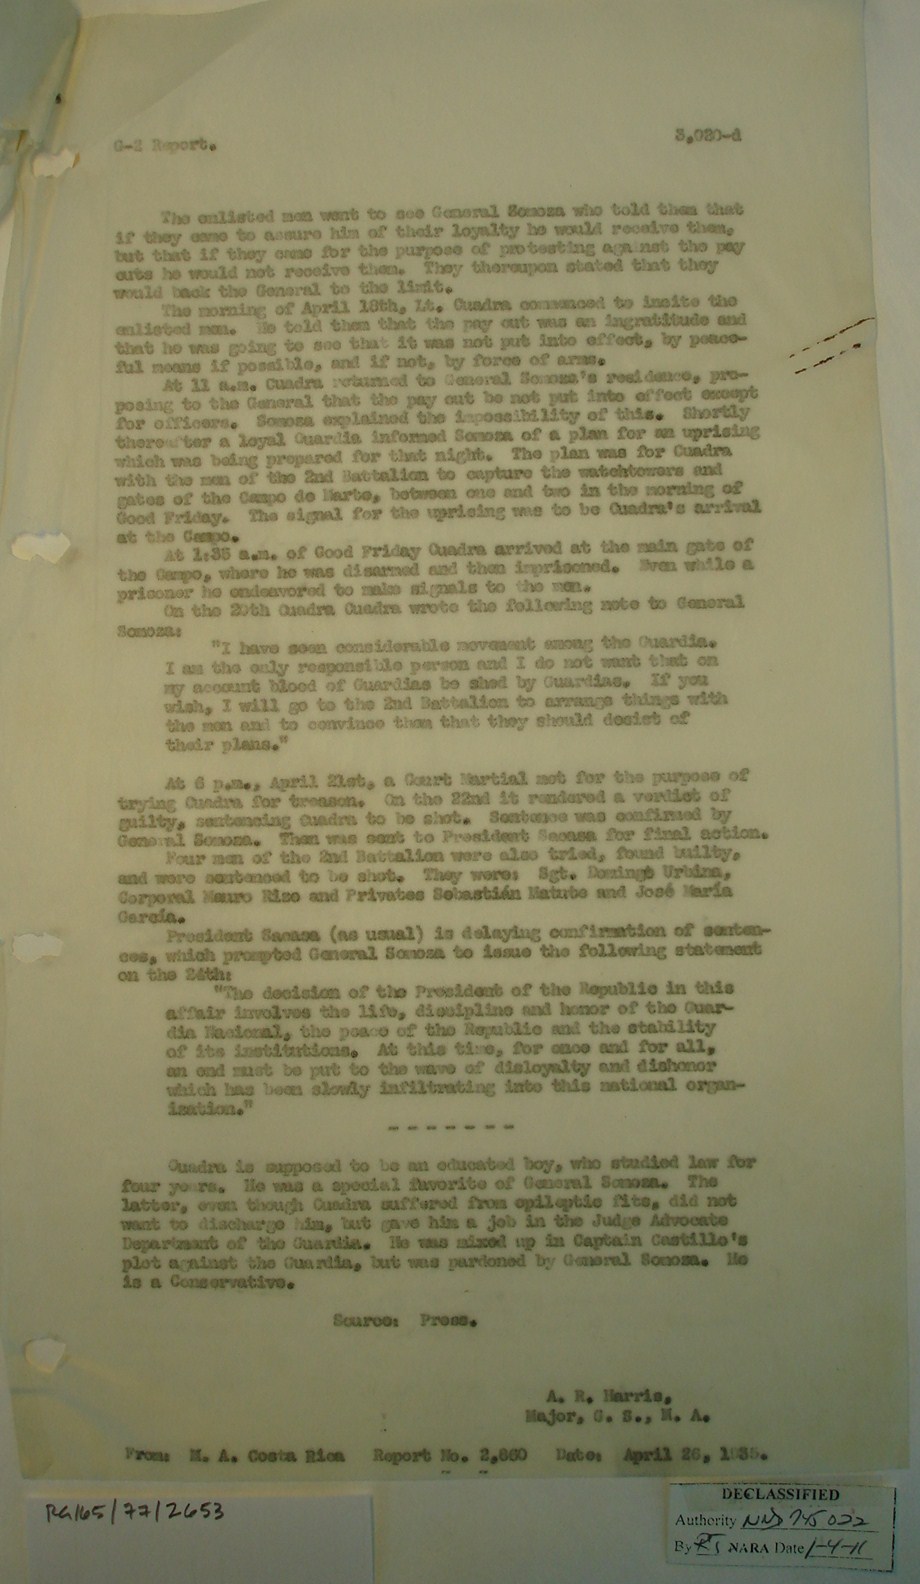 G-2 Report. 3,020-d
The enlisted men went to see General Somoza who told them that
if they came to assure him of their loyalty he would receive them,
but that if they came for the purpose of protesting against the pay
cuts he would not receive them. They thereupon stated that they
would back the General to the limit.
The morning of April 18th, Lt. Cuadra commenced to incite the
enlisted men. He told them that the pay cut was an ingratitude and
that he was going to see that it was not put into effect, by peace-
ful means if possible, and if not, by force of arms.
At 11 a.m. Cuadra returned to General Somoza's residence, pro-
posing to the General that the pay cut be not put into effect except
for officers. Somoza explained the impossibility of this. Shortly
thereafter a loyal Guardia informed Somoza of a plan for an uprising
which was being prepared for that night. The plan was for Cuadra
with the men of the 2nd Battalion to capture the watchtowers and
gates of the Campo de Marte, between one and two in the morning of
Good Friday. The signal for the uprising was to be Cuadra's arrival
at the Campo.
At 1:35 a.m. of Good Friday Cuadra arrived at the main gate of
the Campo, where he was disarmed and then imprisoned. Even while a
prisoner he endeavored to make signals to the men.
On the 20th Cuadra Cuadra wrote the following note to General
Somoza:
"I have seen considerable movement among the Guardia.
I am the only responsible person and I do not want that on
my account blood of Guardias be shed by Guardias. If you
wish, I will go to the 2nd Battalion to arrange things with
the men and to convince them that they should desist of
their plans."
At 6 p.m., April 21st, a Court Martial met for the purpose of
trying Cuadra for treason. On the 22nd it rendered a verdict of
guilty, sentencing Cuadra to be shot. Sentence was confirmed by
General Somoza. Then was sent to President Sacasa for final action.
Four men of the 2nd Battalion were also tried, found builty,
and were sentenced to be shot. They were: Sgt. Domingo Urbina,
Corporal Mauro Rizo and Privates Sebastián Matute and José María
García.
President Sacasa (as usual) is delaying confirmation of senten-
ces, which prompted General Somoza to issue the following statement
on the 24th:
"The decision of the President of the Republic in this
affair involves the life, discipline and honor of the Guar-
dia Nacional, the peace of the Republic and the stability
of its institutions. At this time, for once and for all,
an end must be put to the wave of disloyalty and dishonor
which has been slowly infiltrating into this national organ-
ization."
- - - - - - -
Cuadra is supposed to be an educated boy, who studied law for
four years. He was a special favorite of General Somoza. The
latter, even though Cuadra suffered from epileptic fits, did not
want to discharge him, but gave him a job in the Judge Advocate
Department of the Guardia. He was mixed up in Captain Castillo's
plot against the Guardia, but was pardoned by General Somoza. He
is a Conservative.
Source: Press.
A. R. Harris,
Major, G. S., M. A.
From: M. A. Costa Rica Report No. 2,660 Date: April 26, 1935.
RG165/77/2653
DECLASSIFIED
Authority NND 745022
By RT NARA Date 1-4-11